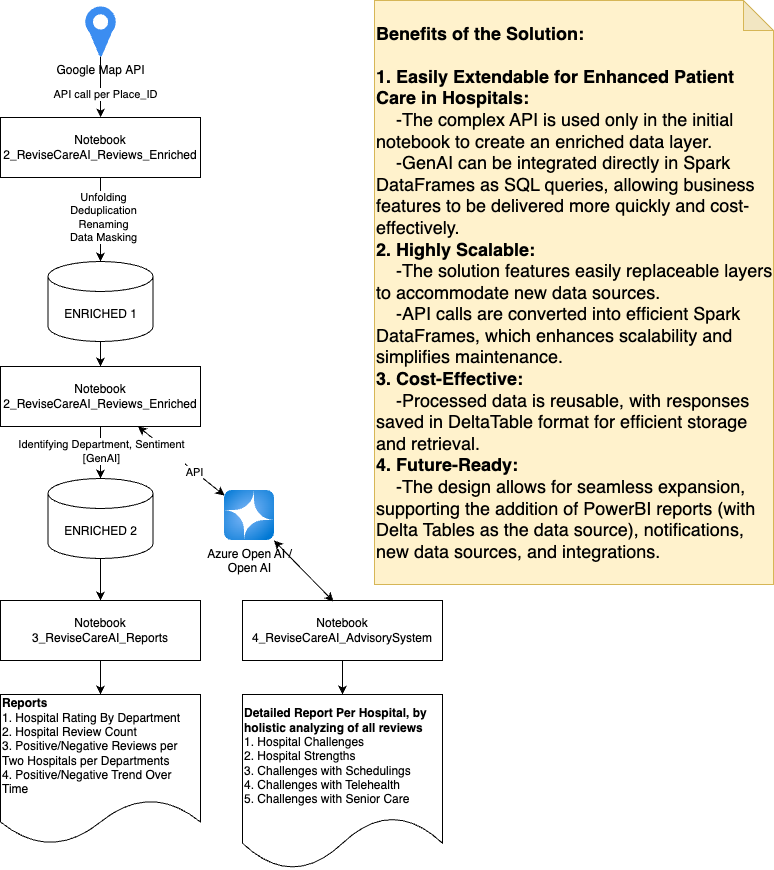 Google Map API
API call per Place_ID
Notebook
2_ReviseCareAI_Reviews_Enriched
Unfolding
Deduplication
Renaming
Data Masking
ENRICHED 1
Notebook
2_ReviseCareAI_Reviews_Enriched
Identifying Department, Sentiment
[GenAI]
API
ENRICHED 2
Azure Open AI /
Open AI
Notebook
3_ReviseCareAI_Reports
Notebook
4_ReviseCareAI_AdvisorySystem
Reports
1. Hospital Rating By Department
2. Hospital Review Count
3. Positive/Negative Reviews per
Two Hospitals per Departments
4. Positive/Negative Trend Over
Time
Detailed Report Per Hospital, by
holistic analyzing of all reviews
1. Hospital Challenges
2. Hospital Strengths
3. Challenges with Schedulings
4. Challenges with Telehealth
5. Challenges with Senior Care
Benefits of the Solution:
1. Easily Extendable for Enhanced Patient
Care in Hospitals:
-The complex API is used only in the initial
notebook to create an enriched data layer.
-GenAI can be integrated directly in Spark
DataFrames as SQL queries, allowing business
features to be delivered more quickly and cost-
effectively.
2. Highly Scalable:
-The solution features easily replaceable layers
to accommodate new data sources.
-API calls are converted into efficient Spark
DataFrames, which enhances scalability and
simplifies maintenance.
3. Cost-Effective:
-Processed data is reusable, with responses
saved in DeltaTable format for efficient storage
and retrieval.
4. Future-Ready:
-The design allows for seamless expansion,
supporting the addition of PowerBI reports (with
Delta Tables as the data source), notifications,
new data sources, and integrations.